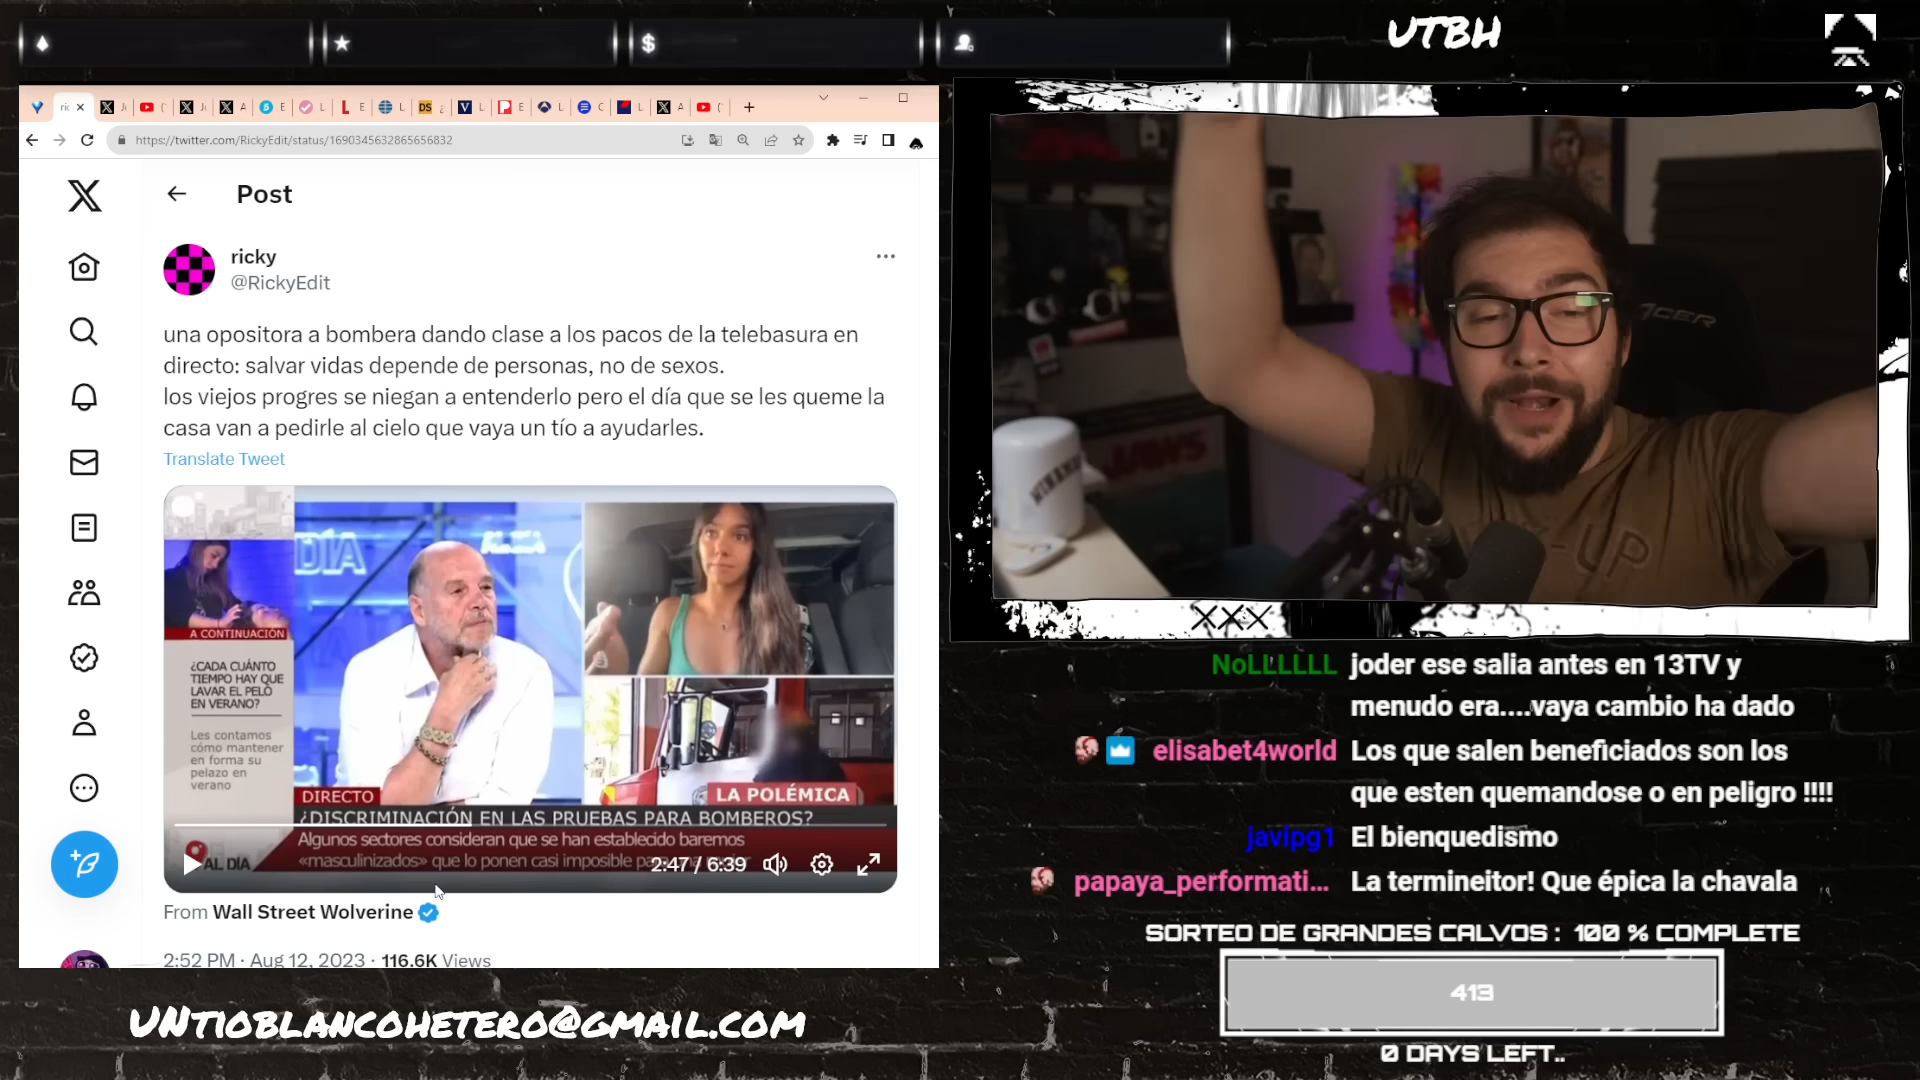 UTBH
https://twitter.com/RickyEdit/status/1690345632865656832
Post
ricky
@RickyEdit
una opositora a bombera dando clase a los pacos de la telebasura en
directo: salvar vidas depende de personas, no de sexos.
los viejos progres se niegan a entenderlo pero el día que se les queme la
casa van a pedirle al cielo que vaya un tío a ayudarles.
Translate Tweet
DÍA
A CONTINUACIÓN
¿CADA CUÁNTO
TIEMPO HAY QUE
LAVAR EL PELO
EN VERANO?
Les contamos
cómo mantener
en forma su
pelazo en
verano
DIRECTO
LA POLÉMICA
¿DISCRIMINACIÓN EN LAS PRUEBAS PARA BOMBEROS?
Algunos sectores consideran que se han establecido baremos
«masculinizados» que lo ponen casi imposible
AL DÍA
2:47 / 6:39
From Wall Street Wolverine
2:52 PM · Aug 12, 2023 · 116.6K Views
JAWS
XXX
NoLLLLLL joder ese salia antes en 13TV y
menudo era....vaya cambio ha dado
elisabet4world Los que salen beneficiados son los
que esten quemandose o en peligro !!!!
javipg1 El bienquedismo
papaya_performati... La termineitor! Que épica la chavala
SORTEO DE GRANDES CALVOS : 100 % COMPLETE
413
0 DAYS LEFT..
UNTIOBLANCOHETERO@GMAIL.COM